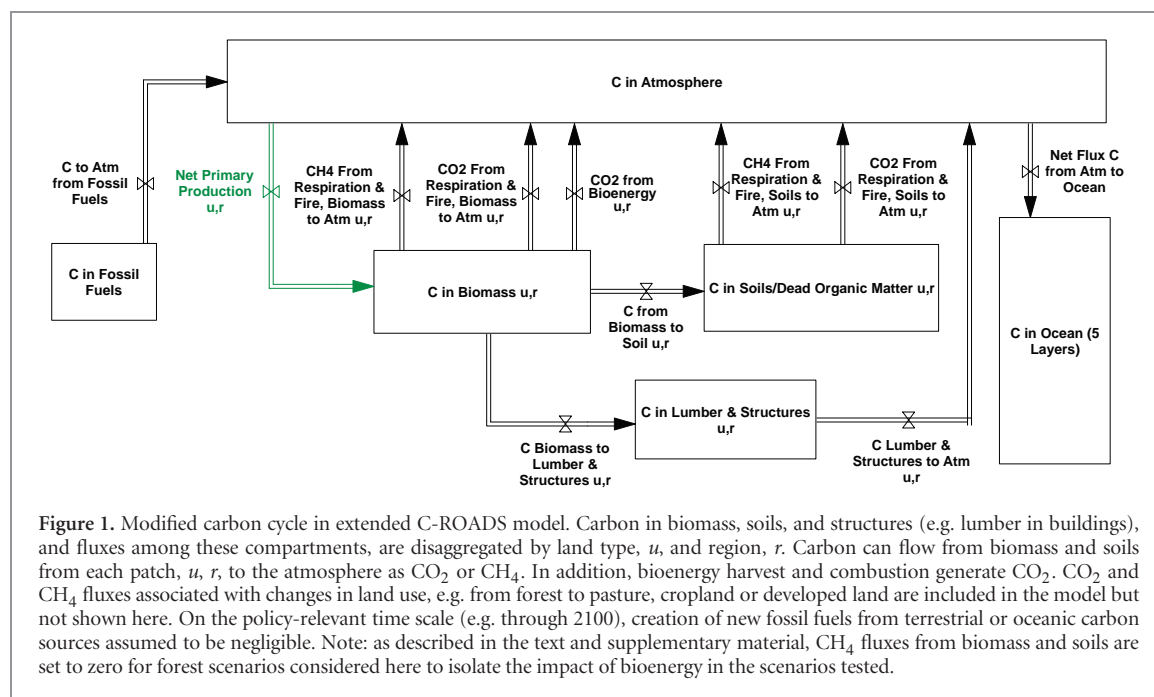 C in Atmosphere
C to Atm
from Fossil
Fuels
Net Primary
Production
u,r
CH4 From
Respiration &
Fire, Biomass
to Atm u,r
CO2 From
Respiration &
Fire, Biomass
to Atm u,r
CO2 from
Bioenergy
u,r
CH4 From
Respiration &
Fire, Soils to
Atm u,r
CO2 From
Respiration &
Fire, Soils to
Atm u,r
Net Flux C
from Atm to
Ocean
C in Fossil
Fuels
C in Biomass u,r
C from
Biomass to
Soil u,r
C in Soils/Dead Organic Matter u,r
C in Ocean (5
Layers)
C Biomass to
Lumber &
Structures u,r
C in Lumber & Structures
u,r
C Lumber &
Structures to Atm
u,r
Figure 1. Modified carbon cycle in extended C-ROADS model. Carbon in biomass, soils, and structures (e.g. lumber in buildings),
and fluxes among these compartments, are disaggregated by land type, u, and region, r. Carbon can flow from biomass and soils
from each patch, u, r, to the atmosphere as CO₂ or CH₄. In addition, bioenergy harvest and combustion generate CO₂. CO₂ and
CH₄ fluxes associated with changes in land use, e.g. from forest to pasture, cropland or developed land are included in the model but
not shown here. On the policy-relevant time scale (e.g. through 2100), creation of new fossil fuels from terrestrial or oceanic carbon
sources assumed to be negligible. Note: as described in the text and supplementary material, CH₄ fluxes from biomass and soils are
set to zero for forest scenarios considered here to isolate the impact of bioenergy in the scenarios tested.